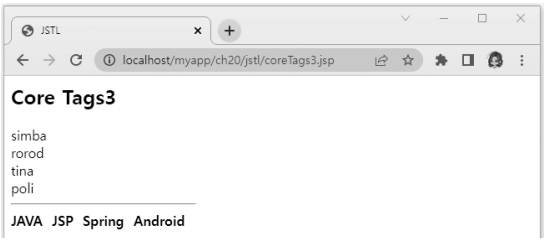 JSTL
localhost/myapp/ch20/jstl/coreTags3.jsp
Core Tags3
simba
rorod
tina
poli
JAVA JSP Spring Android